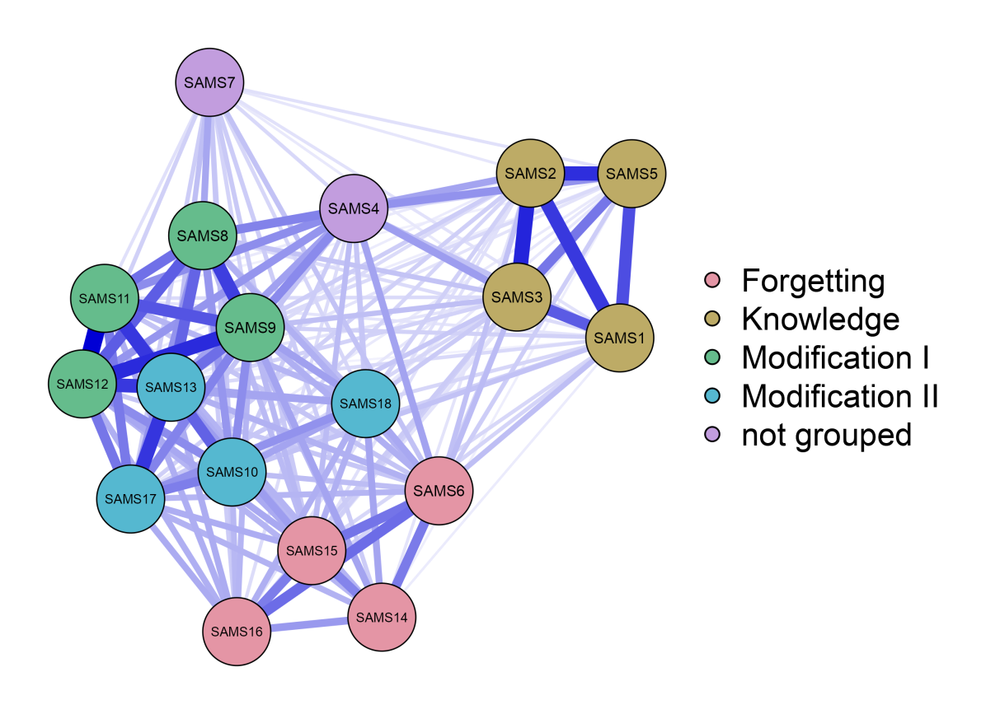 SAMS7
SAMS2
SAMS5
SAMS4
SAMS8
SAMS3
SAMS11
SAMS9
SAMS1
SAMS12
SAMS13
SAMS18
SAMS10
SAMS6
SAMS17
SAMS15
SAMS14
SAMS16
Forgetting
Knowledge
Modification I
Modification II
not grouped